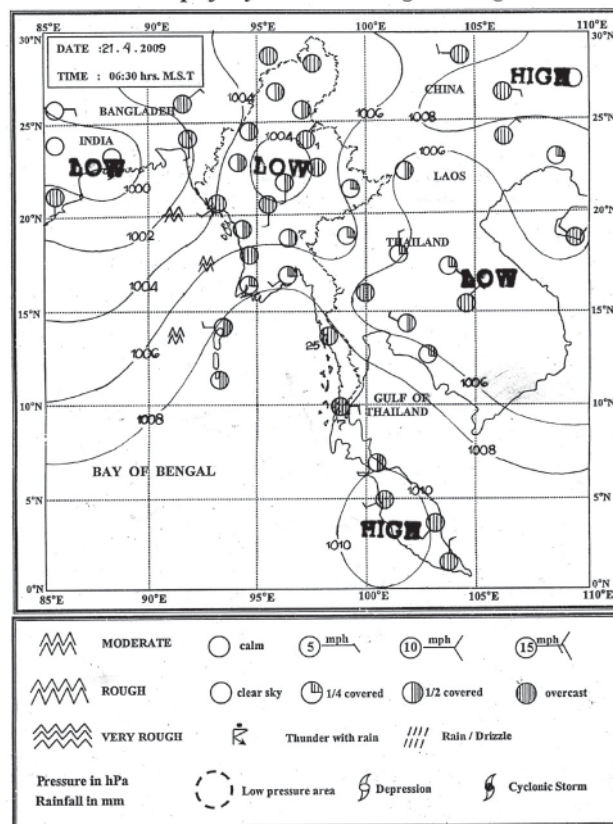 85°E 90°E 95°E 100°E 105°E 110°E
30°N 30°N
DATE : 21.4.2009
TIME : 06:30 hrs. M.S.T
CHINA
HIGH
BANGLADESH
1004
1006
1008
25°N 25°N
INDIA
LOW
1004
LOW
1006
LAOS
1000
20°N 20°N
1002
THAILAND
LOW
1004
15°N 15°N
25
1006
1006
10°N 10°N
1008
GULF OF
THAILAND
1008
BAY OF BENGAL
1010
5°N 5°N
HIGH
1010
0°N 0°N
85°E 90°E 95°E 100°E 105°E 110°E
MODERATE calm 5 mph 10 mph 15 mph
ROUGH clear sky 1/4 covered 1/2 covered overcast
VERY ROUGH Thunder with rain Rain / Drizzle
Pressure in hPa
Rainfall in mm
Low pressure area Depression Cyclonic Storm